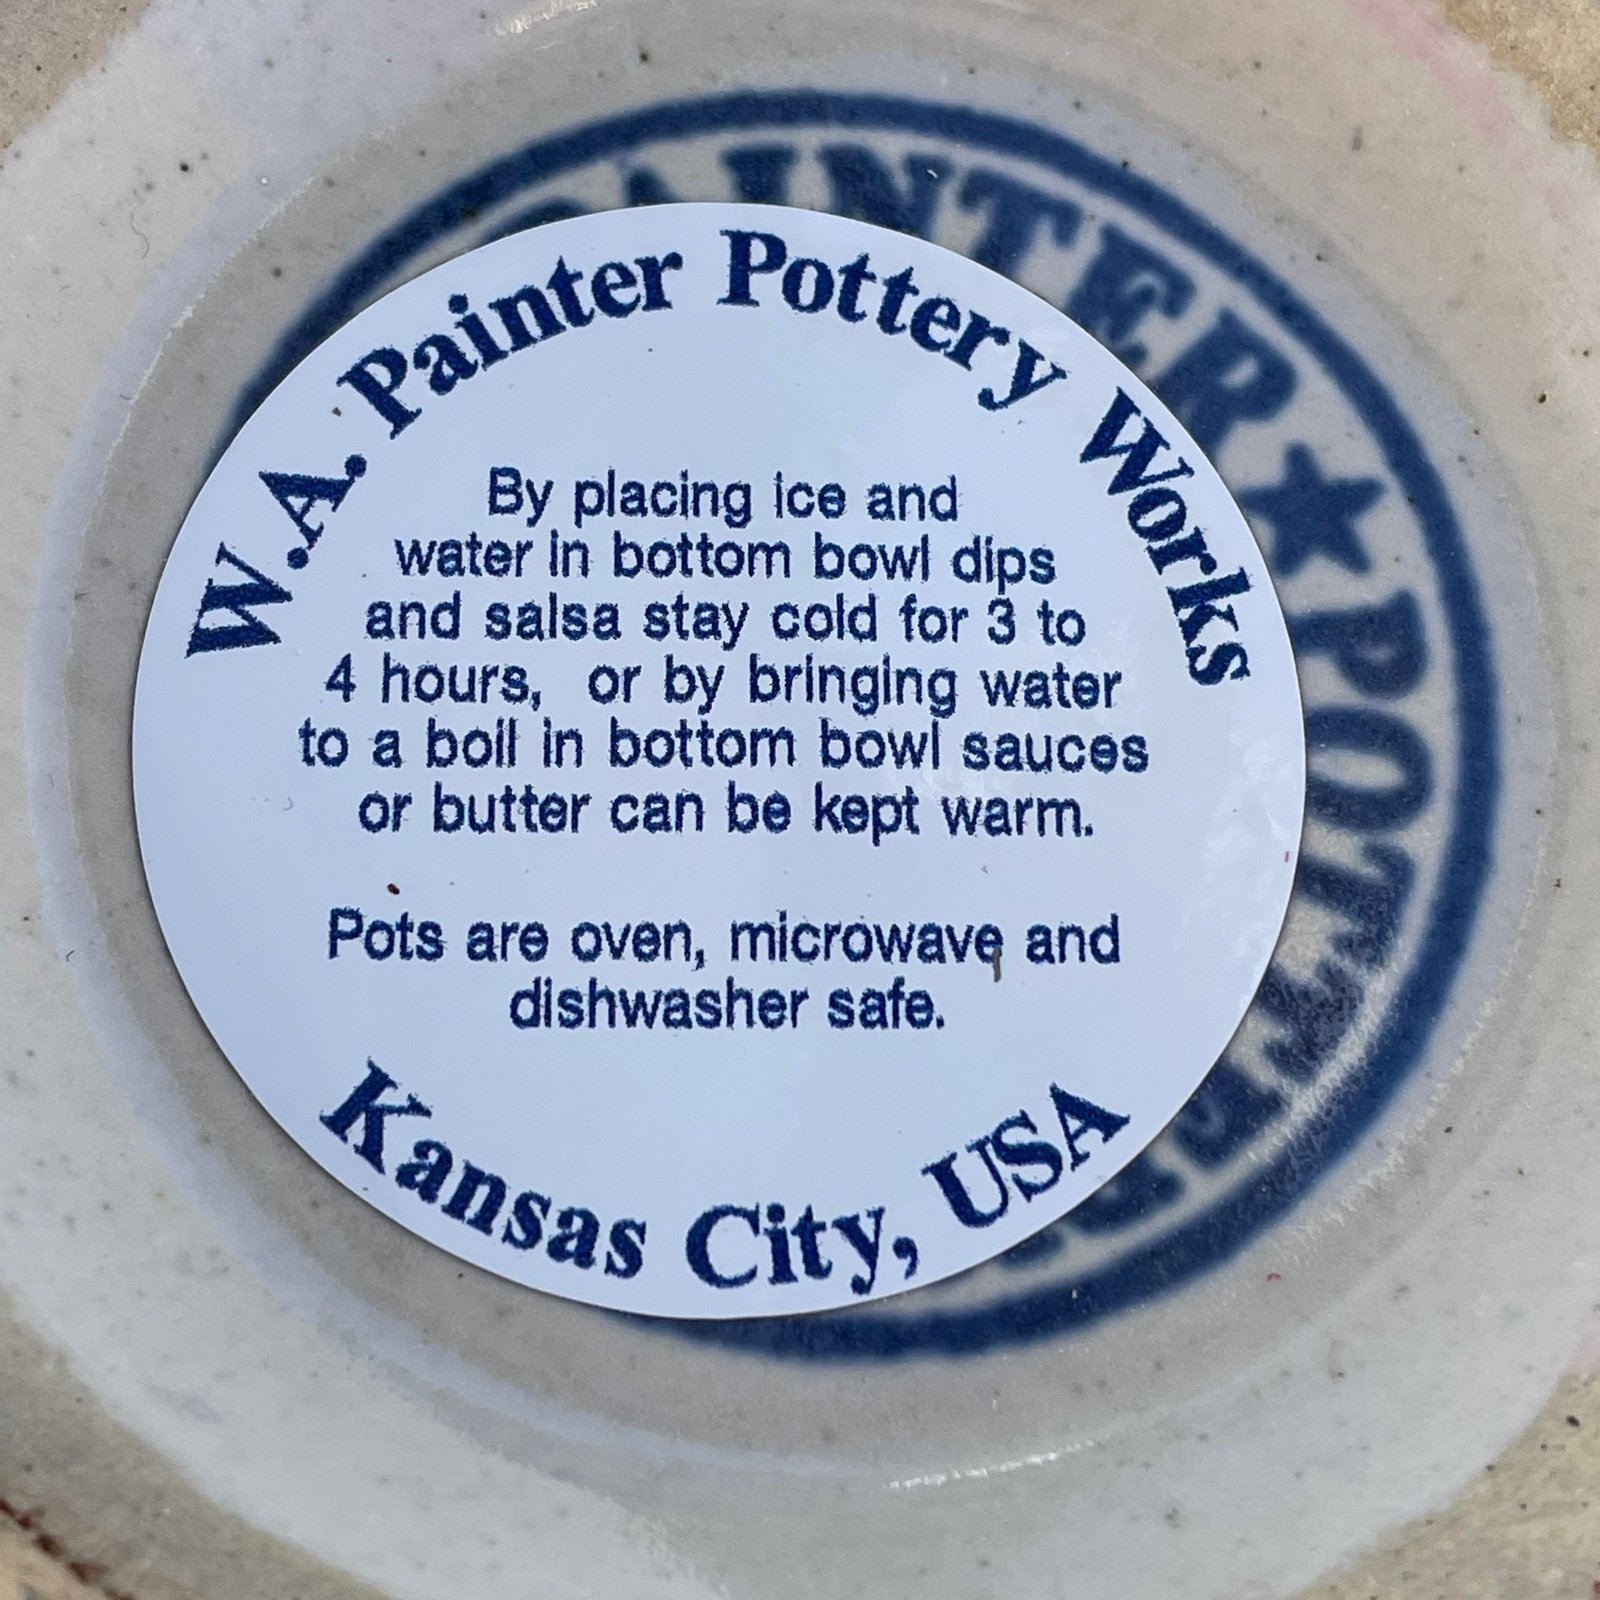 W.A. Painter Pottery Works
By placing ice and
water in bottom bowl dips
and salsa stay cold for 3 to
4 hours, or by bringing water
to a boil in bottom bowl sauces
or butter can be kept warm.
Pots are oven, microwave and
dishwasher safe.
Kansas City, USA
PAINTER ★ POTTERY